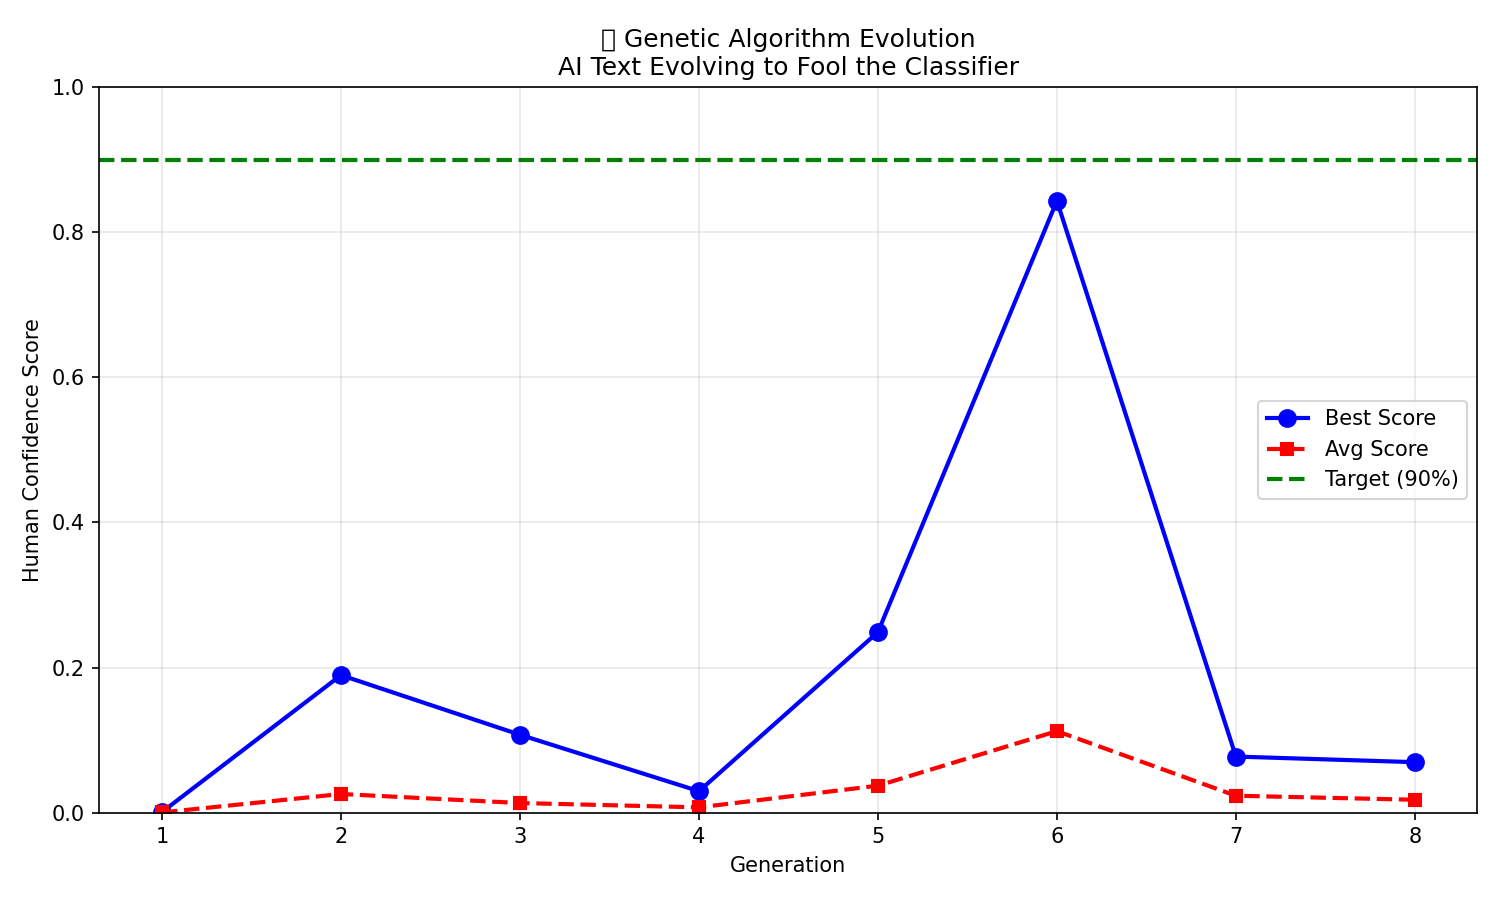 ▯ Genetic Algorithm Evolution
AI Text Evolving to Fool the Classifier
1.0
0.8
0.6
0.4
0.2
0.0
Human Confidence Score
Best Score
Avg Score
Target (90%)
1 2 3 4 5 6 7 8
Generation